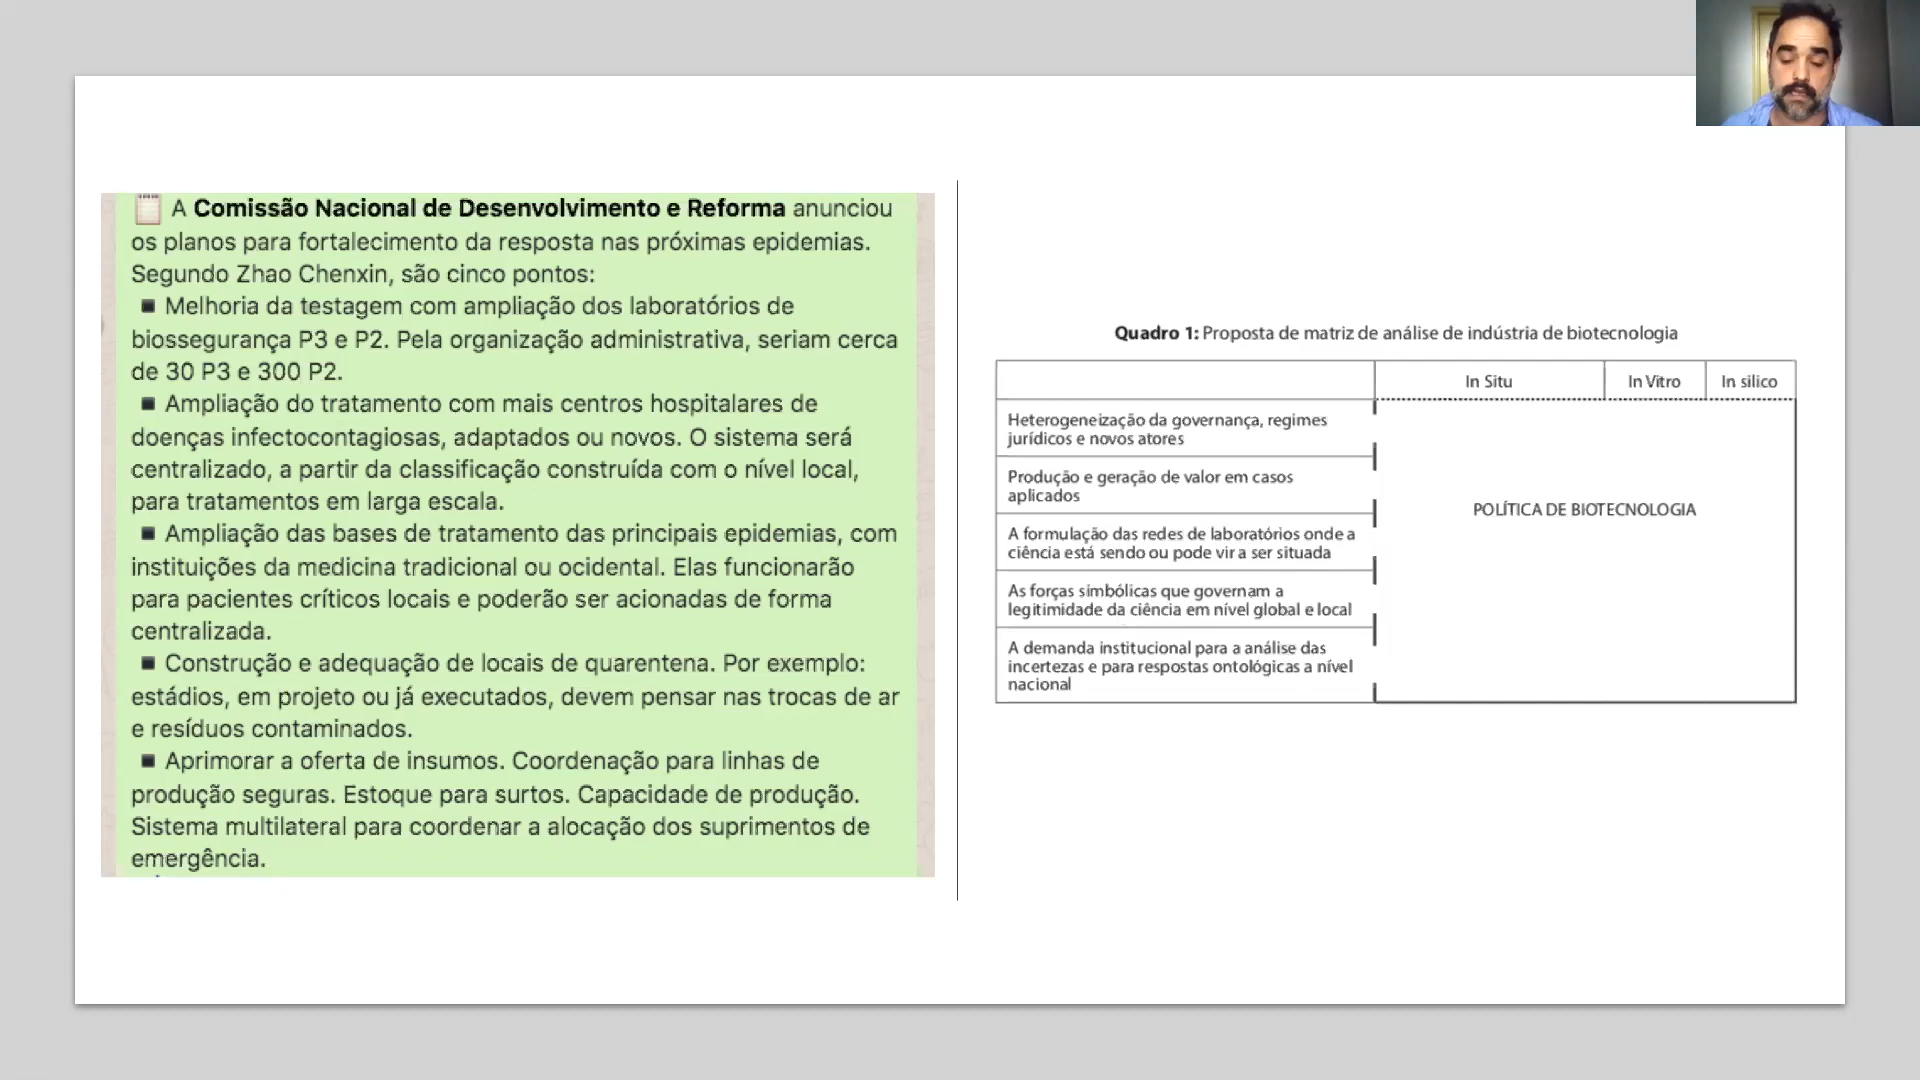 A Comissão Nacional de Desenvolvimento e Reforma anunciou
os planos para fortalecimento da resposta nas próximas epidemias.
Segundo Zhao Chenxin, são cinco pontos:
▪ Melhoria da testagem com ampliação dos laboratórios de
biossegurança P3 e P2. Pela organização administrativa, seriam cerca
de 30 P3 e 300 P2.
▪ Ampliação do tratamento com mais centros hospitalares de
doenças infectocontagiosas, adaptados ou novos. O sistema será
centralizado, a partir da classificação construída com o nível local,
para tratamentos em larga escala.
▪ Ampliação das bases de tratamento das principais epidemias, com
instituições da medicina tradicional ou ocidental. Elas funcionarão
para pacientes críticos locais e poderão ser acionadas de forma
centralizada.
▪ Construção e adequação de locais de quarentena. Por exemplo:
estádios, em projeto ou já executados, devem pensar nas trocas de ar
e resíduos contaminados.
▪ Aprimorar a oferta de insumos. Coordenação para linhas de
produção seguras. Estoque para surtos. Capacidade de produção.
Sistema multilateral para coordenar a alocação dos suprimentos de
emergência.
Quadro 1: Proposta de matriz de análise de indústria de biotecnologia
In Situ In Vitro In silico
Heterogeneização da governança, regimes
jurídicos e novos atores
Produção e geração de valor em casos
aplicados
A formulação das redes de laboratórios onde a
ciência está sendo ou pode vir a ser situada
As forças simbólicas que governam a
legitimidade da ciência em nível global e local
A demanda institucional para a análise das
incertezas e para respostas ontológicas a nível
nacional
POLÍTICA DE BIOTECNOLOGIA